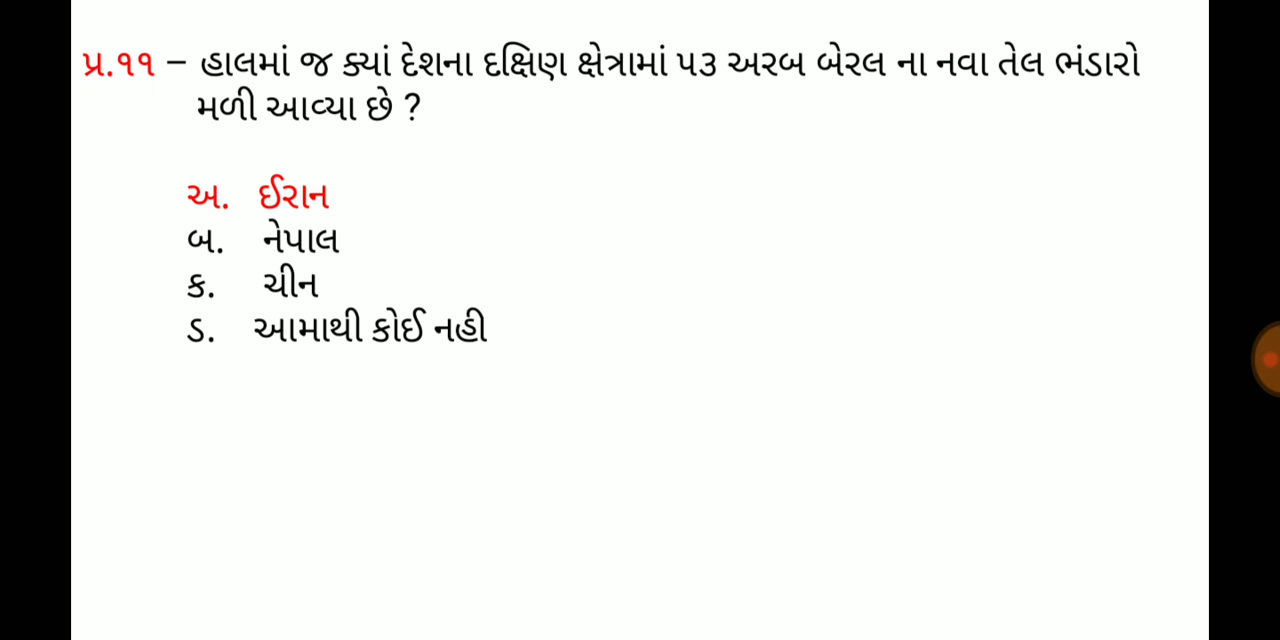 પ્ર.૧૧ – હાલમાં જ ક્યાં દેશના દક્ષિણ ક્ષેત્રામાં ૫૩ અરબ બેરલ ના નવા તેલ ભંડારો
મળી આવ્યા છે ?
અ. ઈરાન
બ. નેપાલ
ક. ચીન
ડ. આમાથી કોઈ નહી